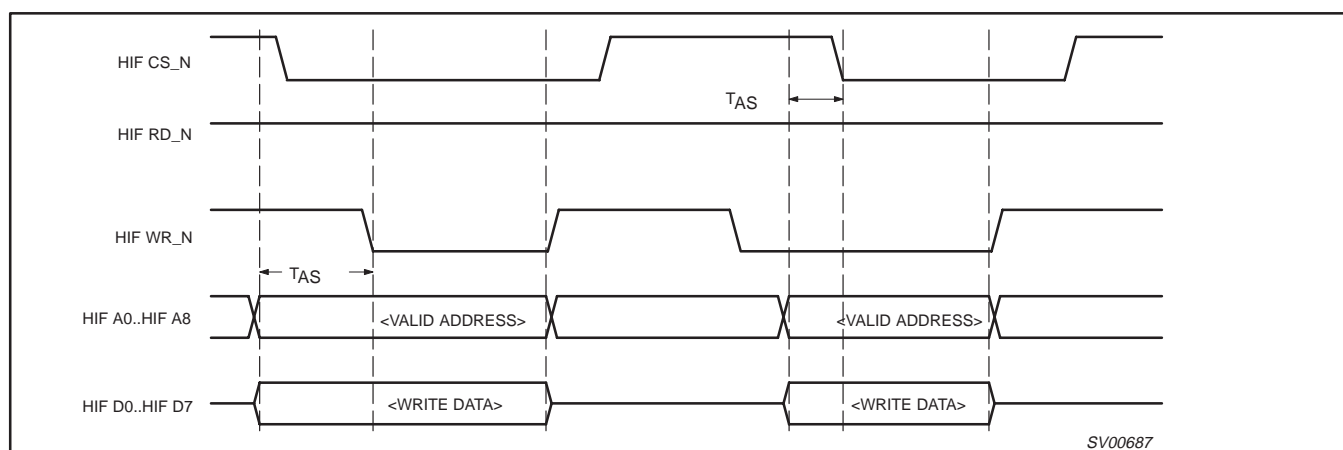 HIF CS_N
TAS
HIF RD_N
HIF WR_N
TAS
HIF A0..HIF A8
<VALID ADDRESS>
<VALID ADDRESS>
HIF D0..HIF D7
<WRITE DATA>
<WRITE DATA>
SV00687